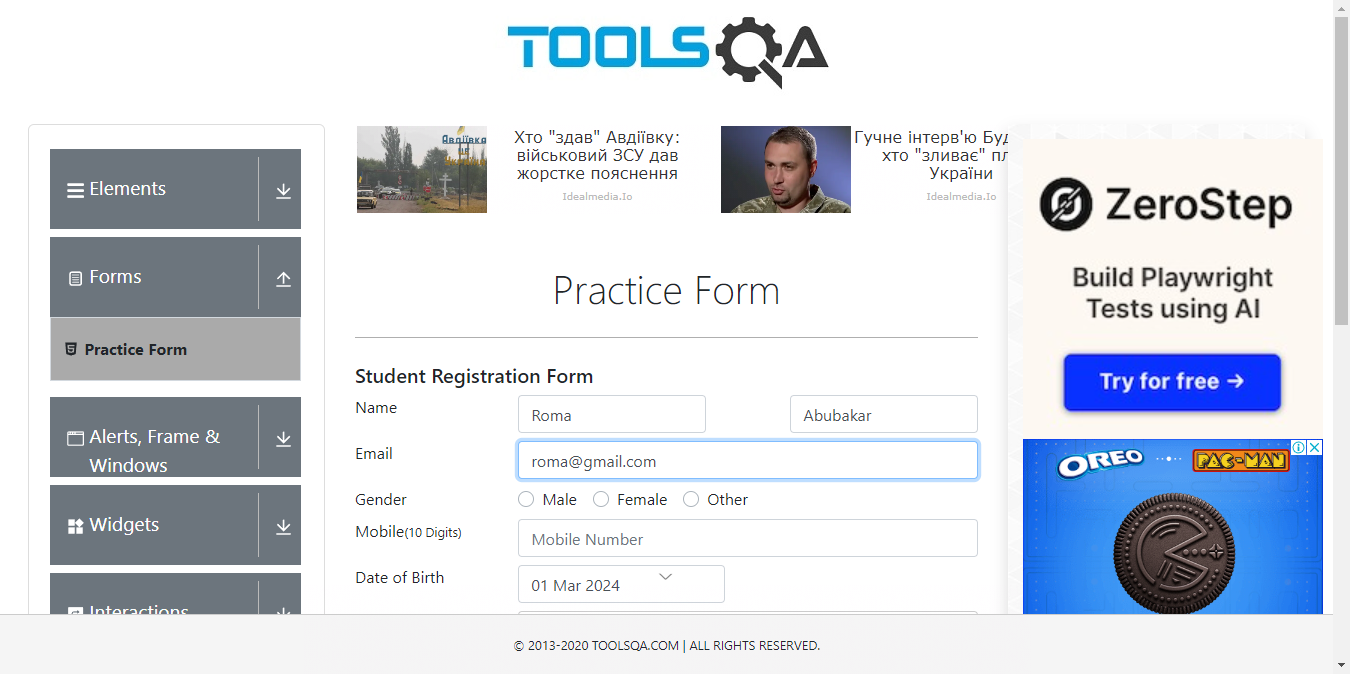 TOOLSQA
Хто "здав" Авдіївку:
військовий ЗСУ дав
жорстке пояснення
Idealmedia.Io
Гучне інтерв'ю Буд
хто "зливає" пл
України
Idealmedia.Io
Авдіївка
це
Elements
Forms
Practice Form
Alerts, Frame &
Windows
Widgets
Interactions
Practice Form
Student Registration Form
Name
Roma
Abubakar
Email
roma@gmail.com
Gender
Male
Female
Other
Mobile(10 Digits)
Mobile Number
Date of Birth
01 Mar 2024
ZeroStep
Build Playwright
Tests using AI
Try for free →
OREO
PAC-MAN
© 2013-2020 TOOLSQA.COM | ALL RIGHTS RESERVED.